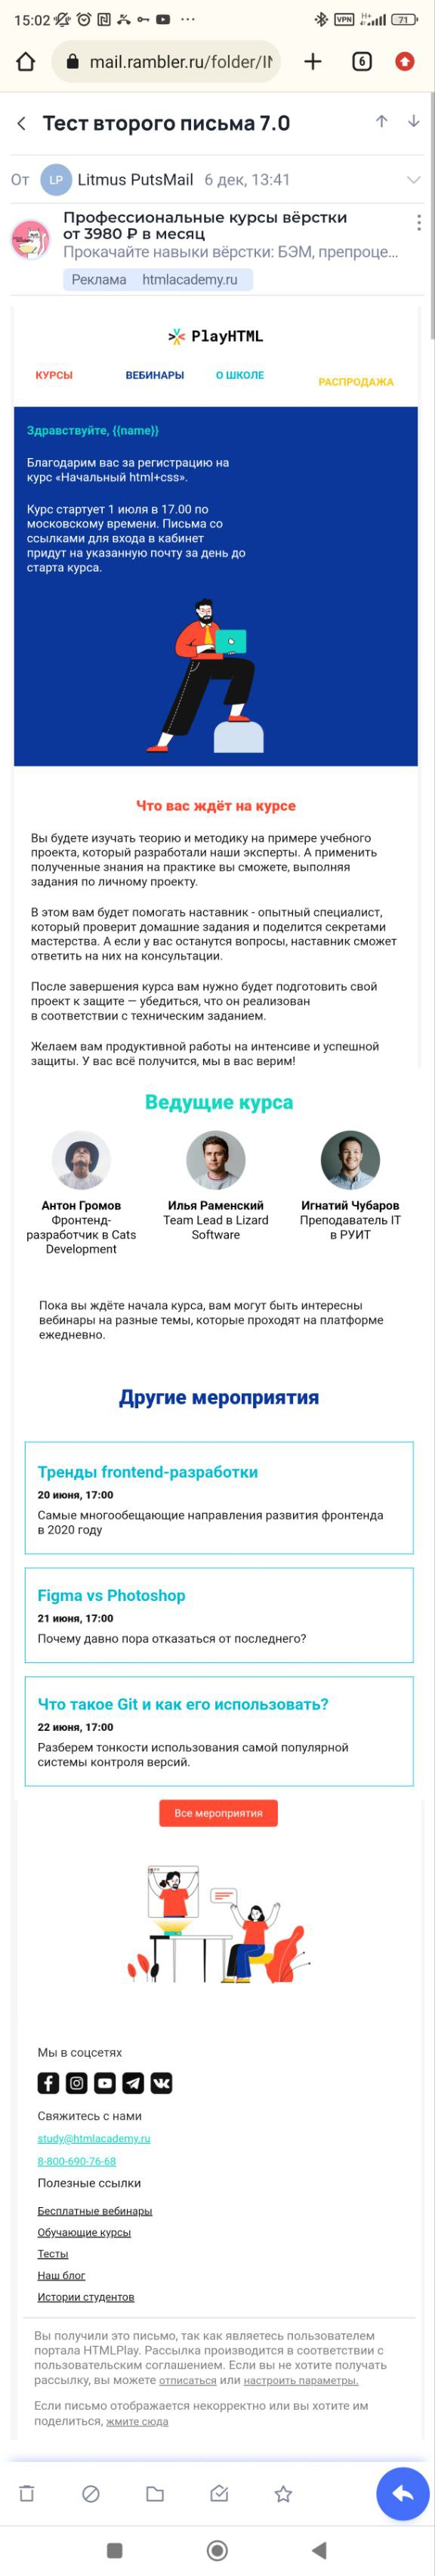 15:02
VPN
71
mail.rambler.ru/folder/IN
6
Тест второго письма 7.0
От LP Litmus PutsMail 6 дек, 13:41
Профессиональные курсы вёрстки
от 3980 ₽ в месяц
Прокачайте навыки вёрстки: БЭМ, препроце...
Реклама htmlacademy.ru
PlayHTML
КУРСЫ ВЕБИНАРЫ О ШКОЛЕ РАСПРОДАЖА
Здравствуйте, {{name}}
Благодарим вас за регистрацию на
курс «Начальный html+css».
Курс стартует 1 июля в 17.00 по
московскому времени. Письма со
ссылками для входа в кабинет
придут на указанную почту за день до
старта курса.
Что вас ждёт на курсе
Вы будете изучать теорию и методику на примере учебного
проекта, который разработали наши эксперты. А применить
полученные знания на практике вы сможете, выполняя
задания по личному проекту.
В этом вам будет помогать наставник - опытный специалист,
который проверит домашние задания и поделится секретами
мастерства. А если у вас останутся вопросы, наставник сможет
ответить на них на консультации.
После завершения курса вам нужно будет подготовить свой
проект к защите — убедиться, что он реализован
в соответствии с техническим заданием.
Желаем вам продуктивной работы на интенсиве и успешной
защиты. У вас всё получится, мы в вас верим!
Ведущие курса
Антон Громов
Фронтенд-
разработчик в Cats
Development
Илья Раменский
Team Lead в Lizard
Software
Игнатий Чубаров
Преподаватель IT
в РУИТ
Пока вы ждёте начала курса, вам могут быть интересны
вебинары на разные темы, которые проходят на платформе
ежедневно.
Другие мероприятия
Тренды frontend-разработки
20 июня, 17:00
Самые многообещающие направления развития фронтенда
в 2020 году
Figma vs Photoshop
21 июня, 17:00
Почему давно пора отказаться от последнего?
Что такое Git и как его использовать?
22 июня, 17:00
Разберем тонкости использования самой популярной
системы контроля версий.
Все мероприятия
Мы в соцсетях
Свяжитесь с нами
study@htmlacademy.ru
8-800-690-76-68
Полезные ссылки
Бесплатные вебинары
Обучающие курсы
Тесты
Наш блог
Истории студентов
Вы получили это письмо, так как являетесь пользователем
портала HTMLPlay. Рассылка производится в соответствии с
пользовательским соглашением. Если вы не хотите получать
рассылку, вы можете отписаться или настроить параметры.
Если письмо отображается некорректно или вы хотите им
поделиться, жмите сюда